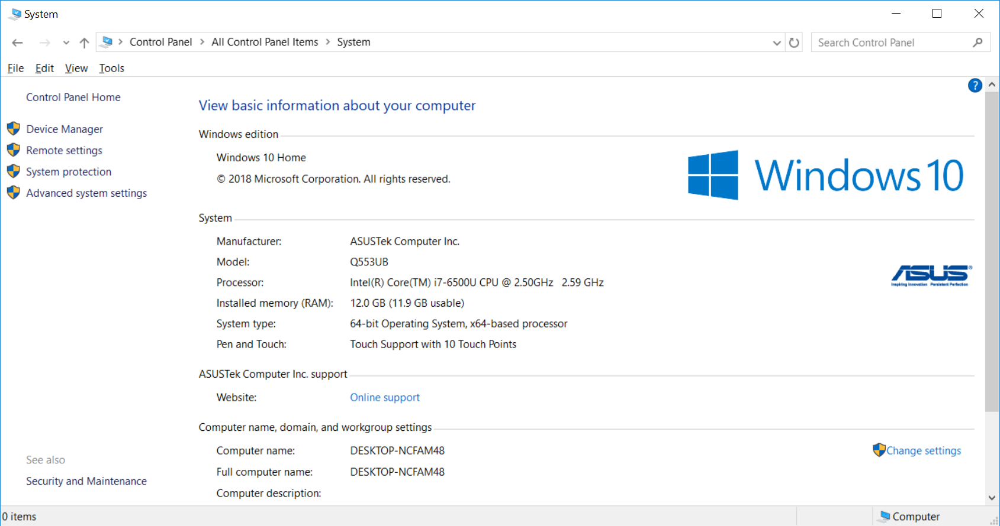 System
Control Panel All Control Panel Items System
Search Control Panel
File Edit View Tools
Control Panel Home
Device Manager
Remote settings
System protection
Advanced system settings
See also
Security and Maintenance
?
View basic information about your computer
Windows edition
Windows 10 Home
© 2018 Microsoft Corporation. All rights reserved.
Windows 10
System
Manufacturer: ASUSTek Computer Inc.
Model: Q553UB
Processor: Intel(R) Core(TM) i7-6500U CPU @ 2.50GHz 2.59 GHz
Installed memory (RAM): 12.0 GB (11.9 GB usable)
System type: 64-bit Operating System, x64-based processor
Pen and Touch: Touch Support with 10 Touch Points
ASUS®
Inspiring Innovation Persistent Perfection
ASUSTek Computer Inc. support
Website: Online support
Computer name, domain, and workgroup settings
Computer name: DESKTOP-NCFAM48
Change settings
Full computer name: DESKTOP-NCFAM48
Computer description:
0 items
Computer